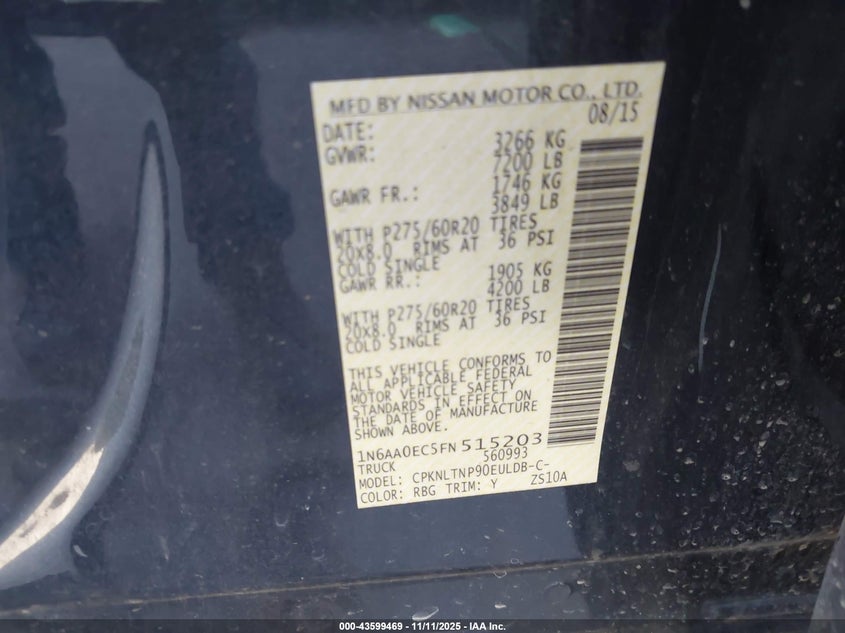 MFD BY NISSAN MOTOR CO., LTD.
DATE: 08/15
GVWR: 3266 KG
7200 LB
GAWR FR.: 1746 KG
3849 LB
WITH P275/60R20 TIRES
20X8.0 RIMS AT 36 PSI
COLD SINGLE
GAWR RR.: 1905 KG
4200 LB
WITH P275/60R20 TIRES
20X8.0 RIMS AT 36 PSI
COLD SINGLE
THIS VEHICLE CONFORMS TO
ALL APPLICABLE FEDERAL
MOTOR VEHICLE SAFETY
STANDARDS IN EFFECT ON
THE DATE OF MANUFACTURE
SHOWN ABOVE.
1N6AA0EC5FN515203
TRUCK 560993
MODEL: CPKNLTNP90EULDB-C-
COLOR: RBG TRIM: Y ZS10A
000-43599469 - 11/11/2025 - IAA Inc.